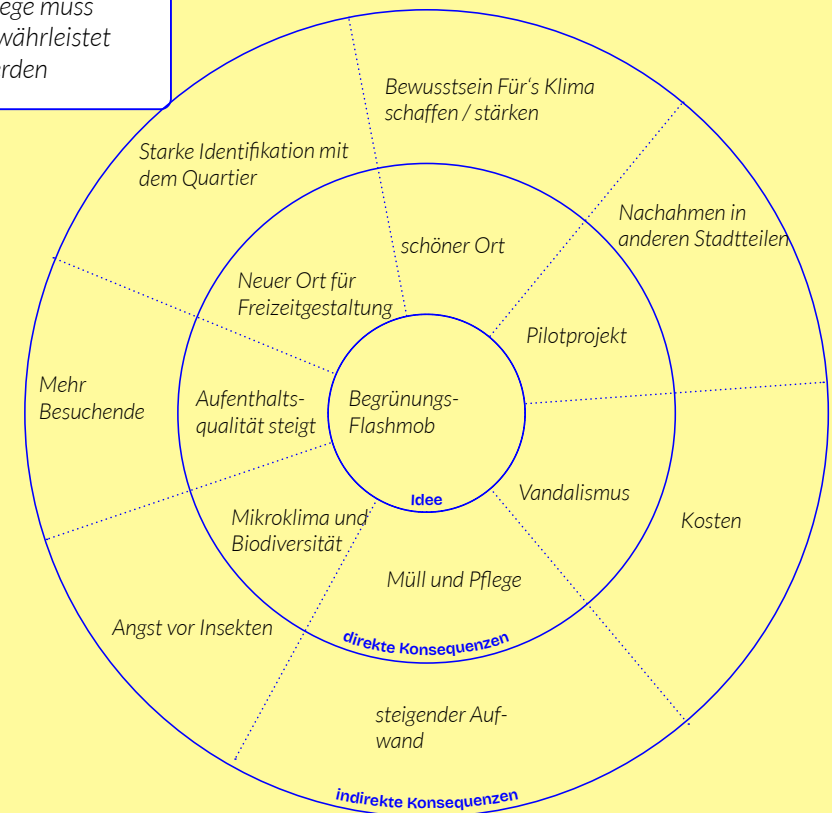 muss
währleistet
rden
Bewusstsein Für's Klima
schaffen / stärken
Starke Identifikation mit
dem Quartier
Nachahmen in
anderen Stadtteilen
schöner Ort
Neuer Ort für
Freizeitgestaltung
Pilotprojekt
Mehr
Besuchende
Aufenthalts-
qualität steigt
Begrünungs-
Flashmob
Idee
Vandalismus
Kosten
Mikroklima und
Biodiversität
Müll und Pflege
Angst vor Insekten
direkte Konsequenzen
steigender Auf-
wand
indirekte Konsequenzen